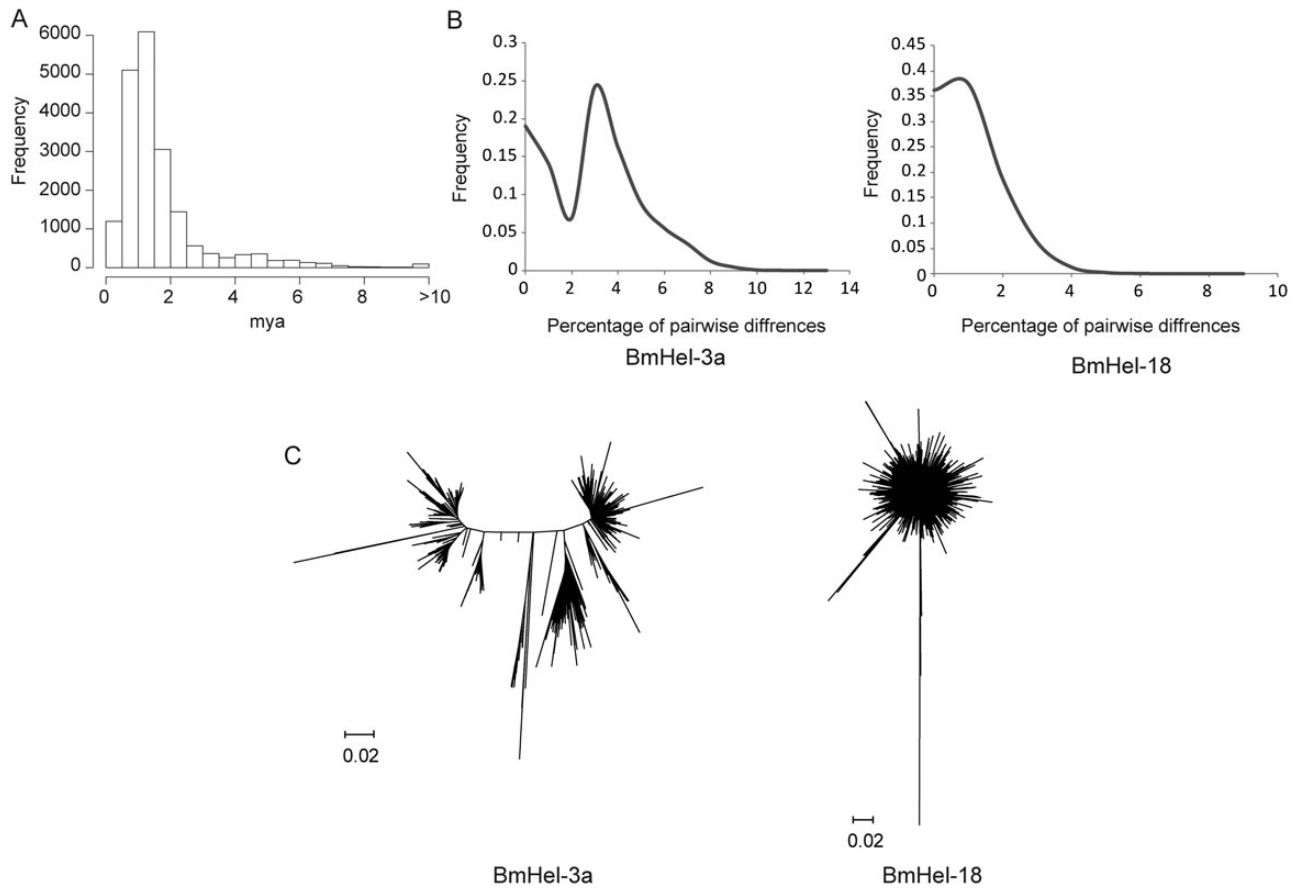 A
6000
5000
4000
3000
2000
1000
0
Frequency
0 2 4 6 8 >10
mya
B
0.3
0.25
0.2
0.15
0.1
0.05
0
Frequency
0 2 4 6 8 10 12 14
Percentage of pairwise diffrences
BmHel-3a
0.45
0.4
0.35
0.3
0.25
0.2
0.15
0.1
0.05
0
Frequency
0 2 4 6 8 10
Percentage of pairwise diffrences
BmHel-18
C
0.02
BmHel-3a
0.02
BmHel-18